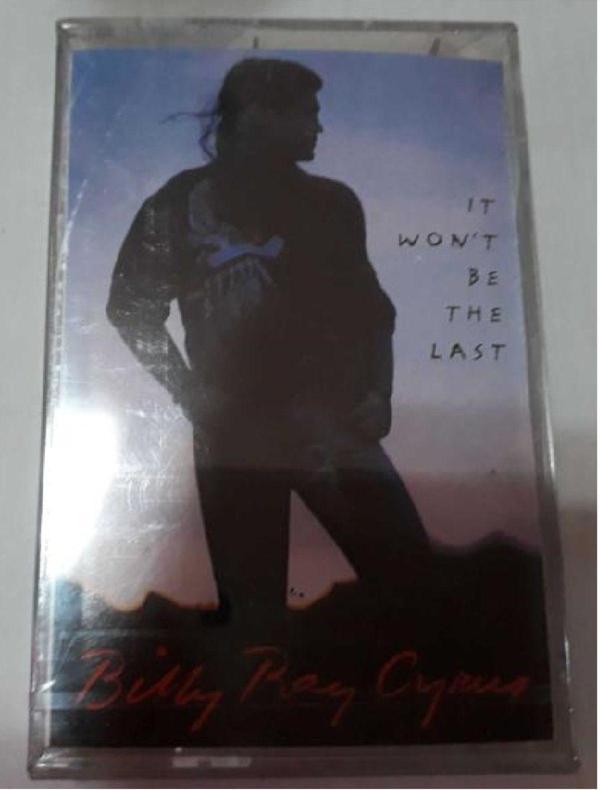 IT
WON'T
BE
THE
LAST
Billy Ray Cyrus